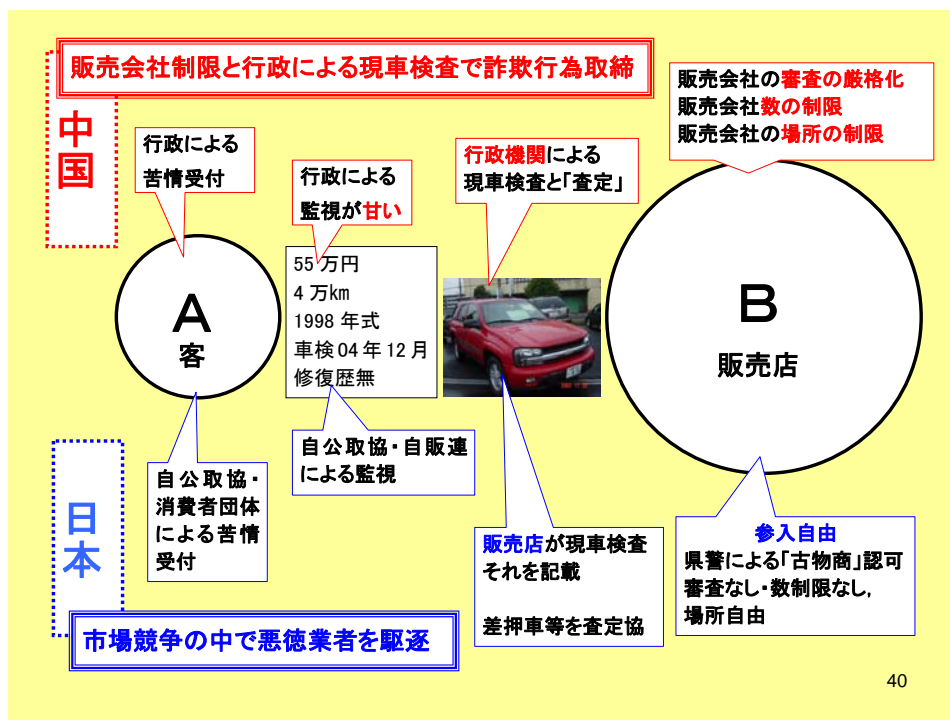 販売会社制限と行政による現車検査で詐欺行為取締
中国
行政による
苦情受付
行政による
監視が甘い
行政機関による
現車検査と「査定」
販売会社の審査の厳格化
販売会社数の制限
販売会社の場所の制限
A
客
55 万円
4 万km
1998 年式
車検 04 年 12 月
修復歴無
B
販売店
日本
自公取協・
消費者団体
による苦情
受付
自公取協・自販連
による監視
販売店が現車検査
それを記載
差押車等を査定協
参入自由
県警による「古物商」認可
審査なし・数制限なし,
場所自由
市場競争の中で悪徳業者を駆逐
40